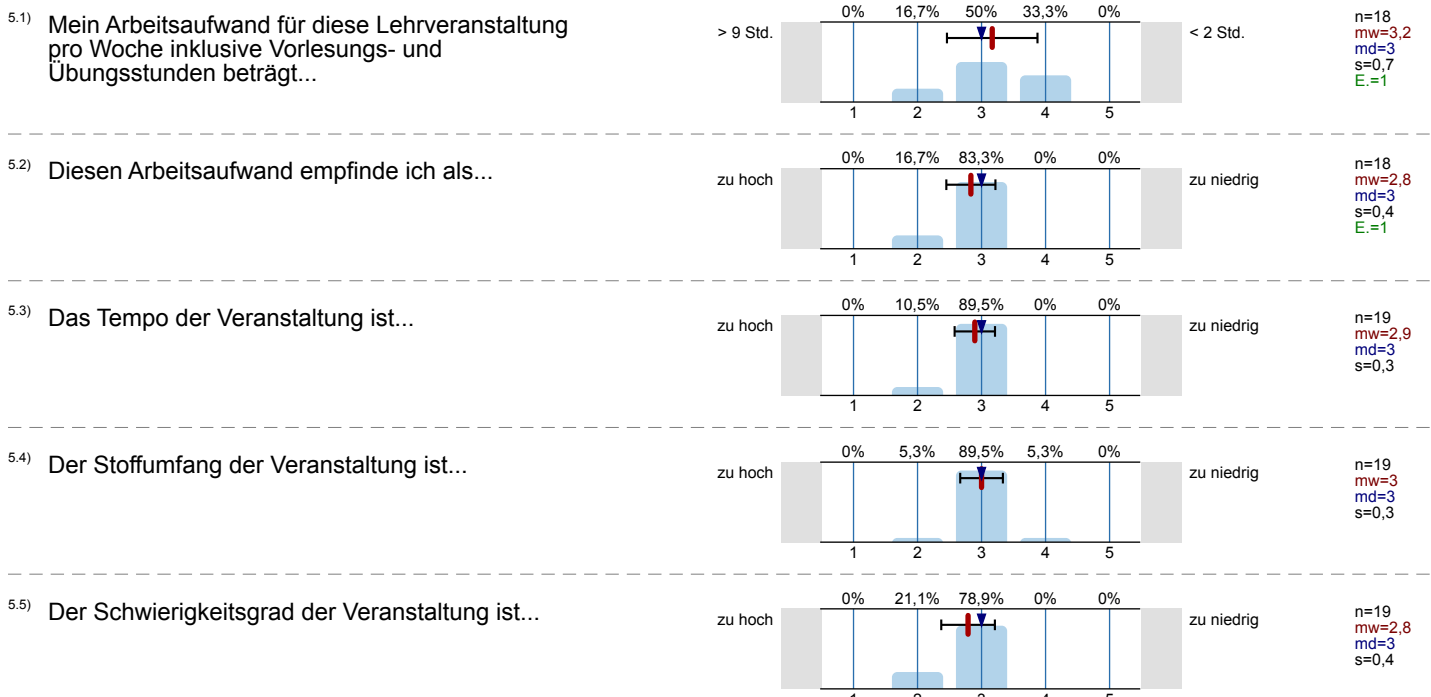 5.1) Mein Arbeitsaufwand für diese Lehrveranstaltung
pro Woche inklusive Vorlesungs- und
Übungsstunden beträgt...
> 9 Std.
0% 16,7% 50% 33,3% 0%
1 2 3 4 5
< 2 Std.
n=18
mw=3,2
md=3
s=0,7
E.=1
5.2) Diesen Arbeitsaufwand empfinde ich als...
zu hoch
0% 16,7% 83,3% 0% 0%
1 2 3 4 5
zu niedrig
n=18
mw=2,8
md=3
s=0,4
E.=1
5.3) Das Tempo der Veranstaltung ist...
zu hoch
0% 10,5% 89,5% 0% 0%
1 2 3 4 5
zu niedrig
n=19
mw=2,9
md=3
s=0,3
5.4) Der Stoffumfang der Veranstaltung ist...
zu hoch
0% 5,3% 89,5% 5,3% 0%
1 2 3 4 5
zu niedrig
n=19
mw=3
md=3
s=0,3
5.5) Der Schwierigkeitsgrad der Veranstaltung ist...
zu hoch
0% 21,1% 78,9% 0% 0%
1 2 3 4 5
zu niedrig
n=19
mw=2,8
md=3
s=0,4